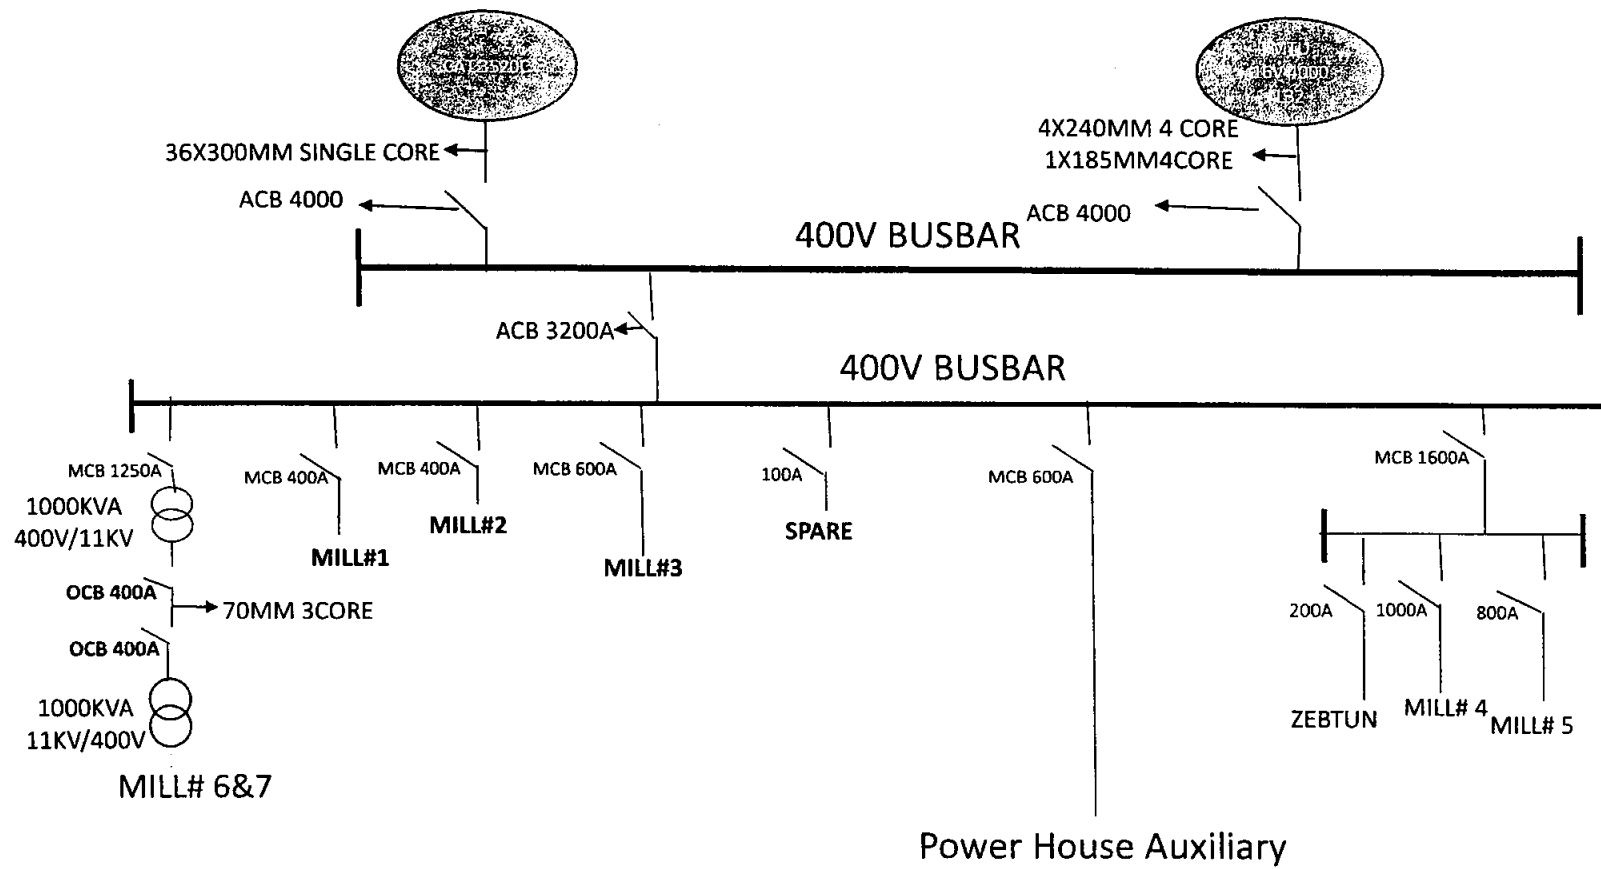 36X300MM SINGLE CORE
ACB 4000
4X240MM 4 CORE
1X185MM4CORE
ACB 4000
400V BUSBAR
ACB 3200A
400V BUSBAR
MCB 1250A
1000KVA
400V/11KV
OCB 400A
70MM 3CORE
OCB 400A
1000KVA
11KV/400V
MILL# 6&7
MCB 400A
MILL#1
MCB 400A
MILL#2
MCB 600A
MILL#3
100A
SPARE
MCB 600A
Power House Auxiliary
MCB 1600A
200A
1000A
800A
ZEBTUN
MILL# 4
MILL# 5